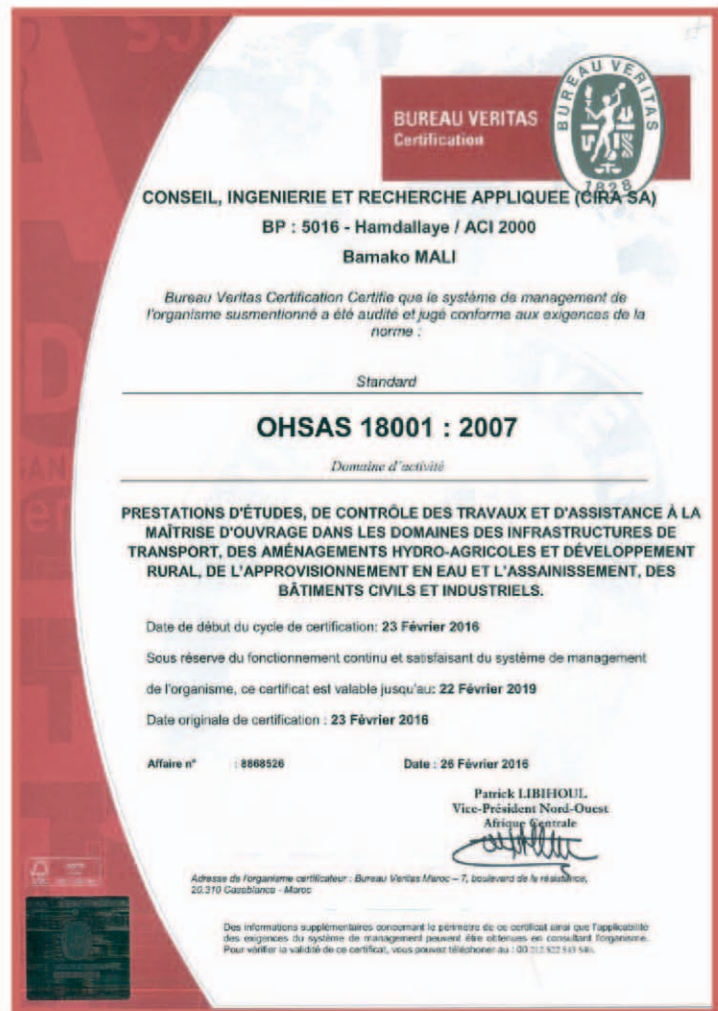 BUREAU VERITAS
Certification
BUREAU VERITAS
1828
CONSEIL, INGENIERIE ET RECHERCHE APPLIQUEE (CIRA SA)
BP : 5016 - Hamdallaye / ACI 2000
Bamako MALI
Bureau Veritas Certification Certifie que le système de management de
l'organisme susmentionné a été audité et jugé conforme aux exigences de la
norme :
Standard
OHSAS 18001 : 2007
Domaine d'activité
PRESTATIONS D'ÉTUDES, DE CONTRÔLE DES TRAVAUX ET D'ASSISTANCE À LA
MAÎTRISE D'OUVRAGE DANS LES DOMAINES DES INFRASTRUCTURES DE
TRANSPORT, DES AMÉNAGEMENTS HYDRO-AGRICOLES ET DÉVELOPPEMENT
RURAL, DE L'APPROVISIONNEMENT EN EAU ET L'ASSAINISSEMENT, DES
BÂTIMENTS CIVILS ET INDUSTRIELS.
Date de début du cycle de certification: 23 Février 2016
Sous réserve du fonctionnement continu et satisfaisant du système de management
de l'organisme, ce certificat est valable jusqu'au: 22 Février 2019
Date originale de certification : 23 Février 2016
Affaire n° : 8868526 Date : 26 Février 2016
Patrick LIBIHOUL
Vice-Président Nord-Ouest
Afrique Centrale
Adresse de l'organisme certificateur : Bureau Veritas Maroc – 7, boulevard de la résistance,
20.310 Casablanca - Maroc
Des informations supplémentaires concernant le périmètre de ce certificat ainsi que l'applicabilité
des exigences du système de management peuvent être obtenues en consultant l'organisme.
Pour vérifier la validité de ce certificat, vous pouvez téléphoner au : 00 212 522 543